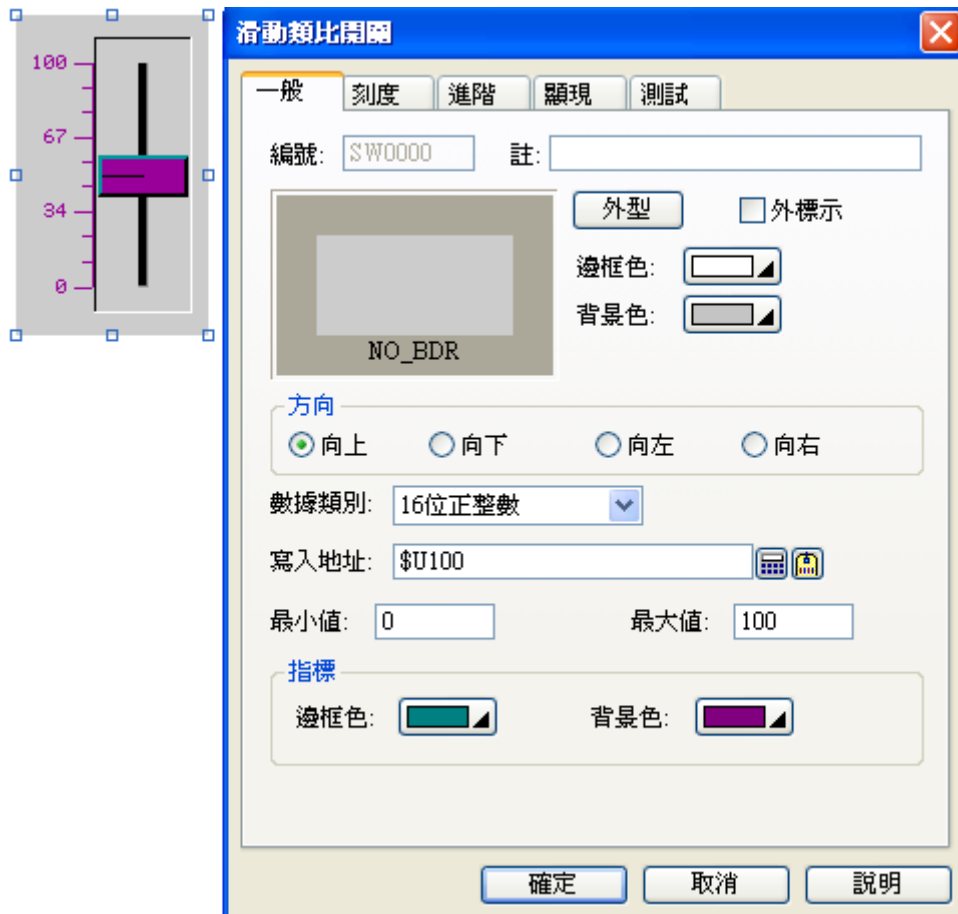 滑動類比開關
100
67
34
0
一般 刻度 進階 顯現 測試
編號: SW0000 註:
外型 外標示
邊框色:
背景色:
NO_BDR
方向
向上 向下 向左 向右
數據類別: 16位正整數
寫入地址: $U100
最小值: 0 最大值: 100
指標
邊框色: 背景色:
確定 取消 說明